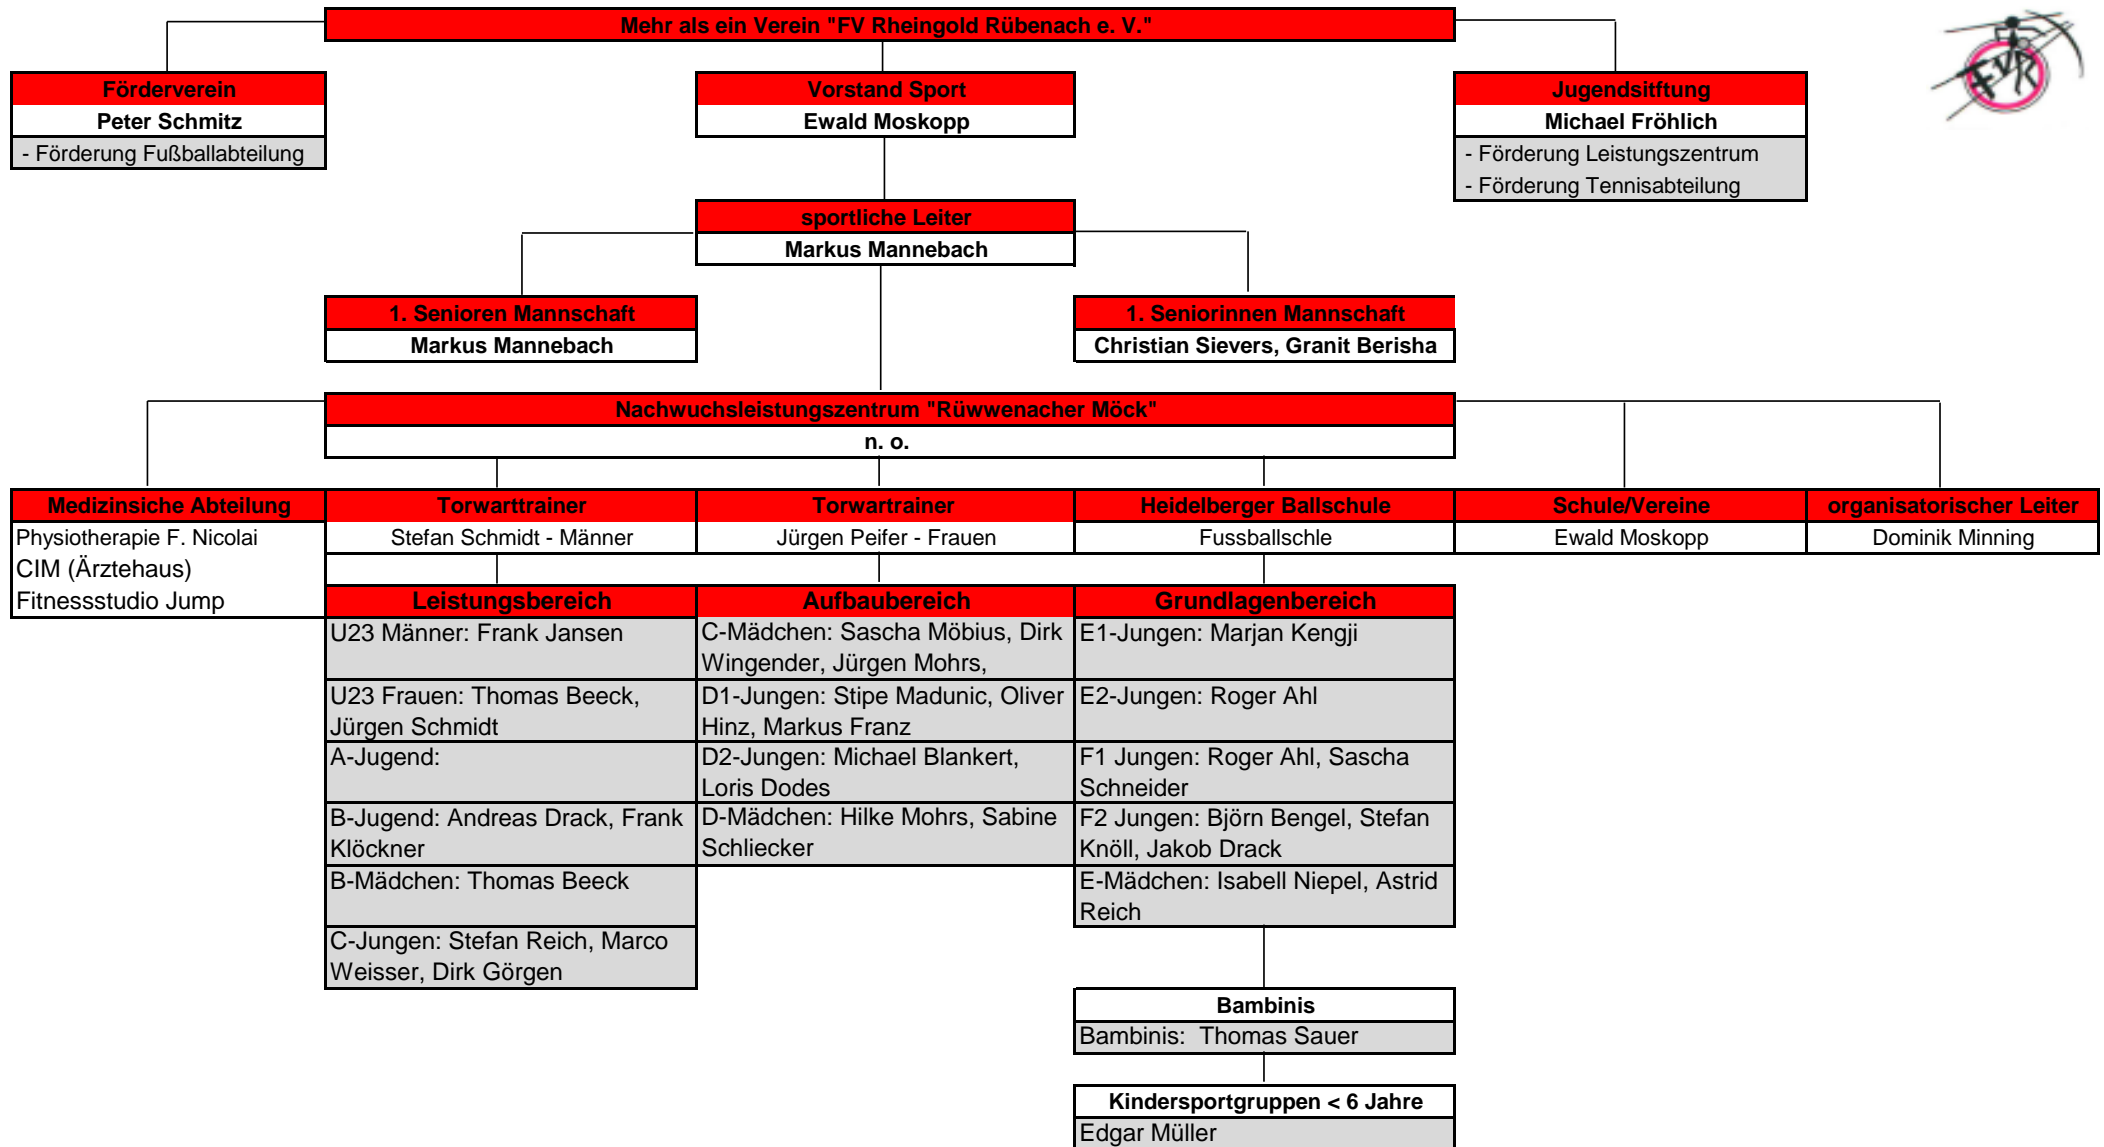 Mehr als ein Verein "FV Rheingold Rübenach e. V."
FVR
Förderverein
Peter Schmitz
- Förderung Fußballabteilung
Vorstand Sport
Ewald Moskopp
Jugendsitftung
Michael Fröhlich
- Förderung Leistungszentrum
- Förderung Tennisabteilung
sportliche Leiter
Markus Mannebach
1. Senioren Mannschaft
Markus Mannebach
1. Seniorinnen Mannschaft
Christian Sievers, Granit Berisha
Nachwuchsleistungszentrum "Rüwwenacher Möck"
n. o.
Medizinsiche Abteilung
Physiotherapie F. Nicolai
CIM (Ärztehaus)
Fitnessstudio Jump
Torwarttrainer
Stefan Schmidt - Männer
Torwartrainer
Jürgen Peifer - Frauen
Heidelberger Ballschule
Fussballschle
Schule/Vereine
Ewald Moskopp
organisatorischer Leiter
Dominik Minning
Leistungsbereich
U23 Männer: Frank Jansen
U23 Frauen: Thomas Beeck,
Jürgen Schmidt
A-Jugend:
B-Jugend: Andreas Drack, Frank
Klöckner
B-Mädchen: Thomas Beeck
C-Jungen: Stefan Reich, Marco
Weisser, Dirk Görgen
Aufbaubereich
C-Mädchen: Sascha Möbius, Dirk
Wingender, Jürgen Mohrs,
D1-Jungen: Stipe Madunic, Oliver
Hinz, Markus Franz
D2-Jungen: Michael Blankert,
Loris Dodes
D-Mädchen: Hilke Mohrs, Sabine
Schliecker
Grundlagenbereich
E1-Jungen: Marjan Kengji
E2-Jungen: Roger Ahl
F1 Jungen: Roger Ahl, Sascha
Schneider
F2 Jungen: Björn Bengel, Stefan
Knöll, Jakob Drack
E-Mädchen: Isabell Niepel, Astrid
Reich
Bambinis
Bambinis:  Thomas Sauer
Kindersportgruppen < 6 Jahre
Edgar Müller